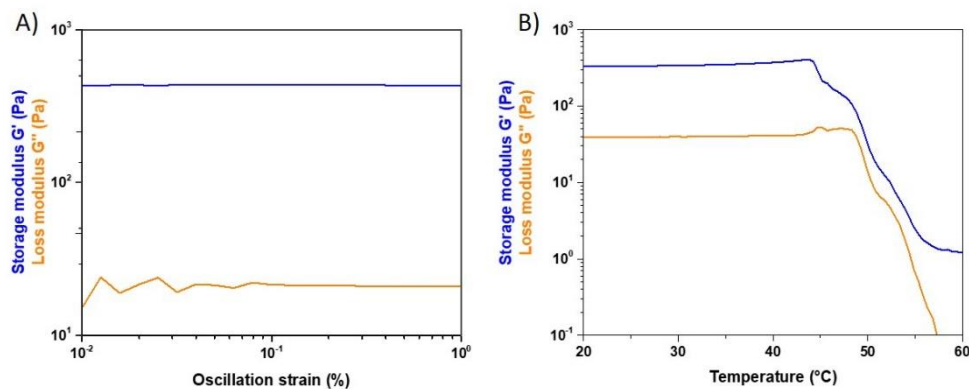 A)
Storage modulus G' (Pa)
Loss modulus G'' (Pa)
10³
10²
10¹
10⁻²
10⁻¹
10⁰
Oscillation strain (%)
B)
Storage modulus G' (Pa)
Loss modulus G'' (Pa)
10³
10²
10¹
10⁰
10⁻¹
20
30
40
50
60
Temperature (°C)